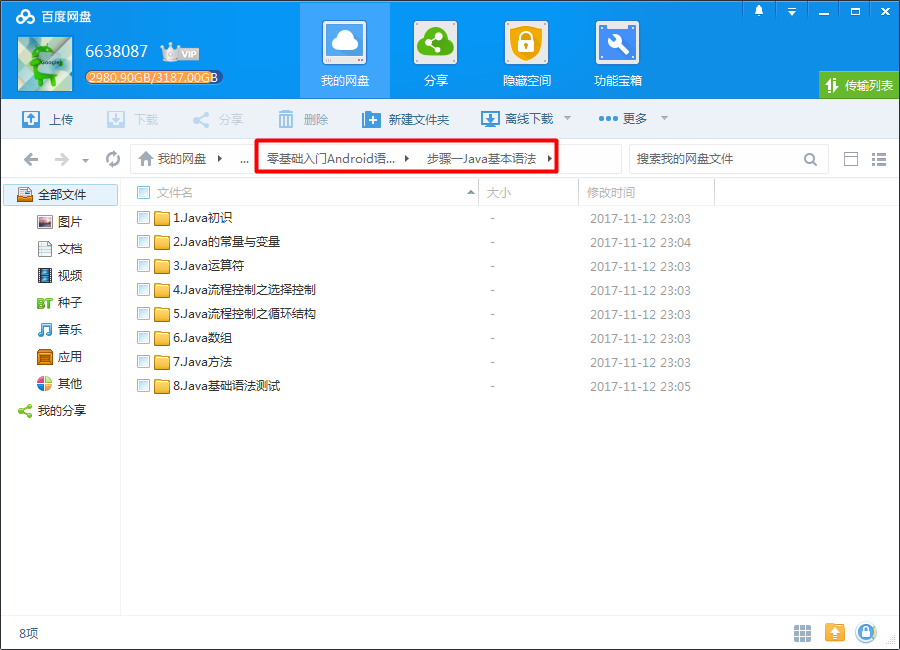 百度网盘
6638087 VIP
2980.90GB/3187.00GB
我的网盘 分享 隐藏空间 功能宝箱
传输列表
上传 下载 分享 删除 新建文件夹 离线下载 更多
我的网盘 ... 零基础入门Android语... 步骤一Java基本语法 搜索我的网盘文件
全部文件
图片
文档
视频
BT 种子
音乐
应用
其他
我的分享
文件名 大小 修改时间
1.Java初识 - 2017-11-12 23:03
2.Java的常量与变量 - 2017-11-12 23:04
3.Java运算符 - 2017-11-12 23:03
4.Java流程控制之选择控制 - 2017-11-12 23:03
5.Java流程控制之循环结构 - 2017-11-12 23:03
6.Java数组 - 2017-11-12 23:03
7.Java方法 - 2017-11-12 23:03
8.Java基础语法测试 - 2017-11-12 23:05
8项